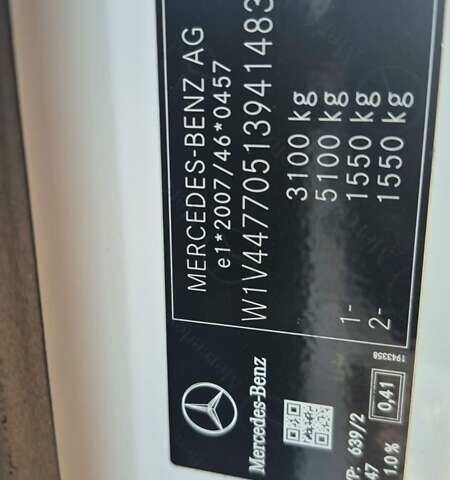 MERCEDES-BENZ AG
e1*2007/46*0457
W1V44770513941483
3100 kg
5100 kg
1- 1550 kg
2- 1550 kg
Mercedes-Benz
1943358
YP: 639/2
0,41
47
1.0%